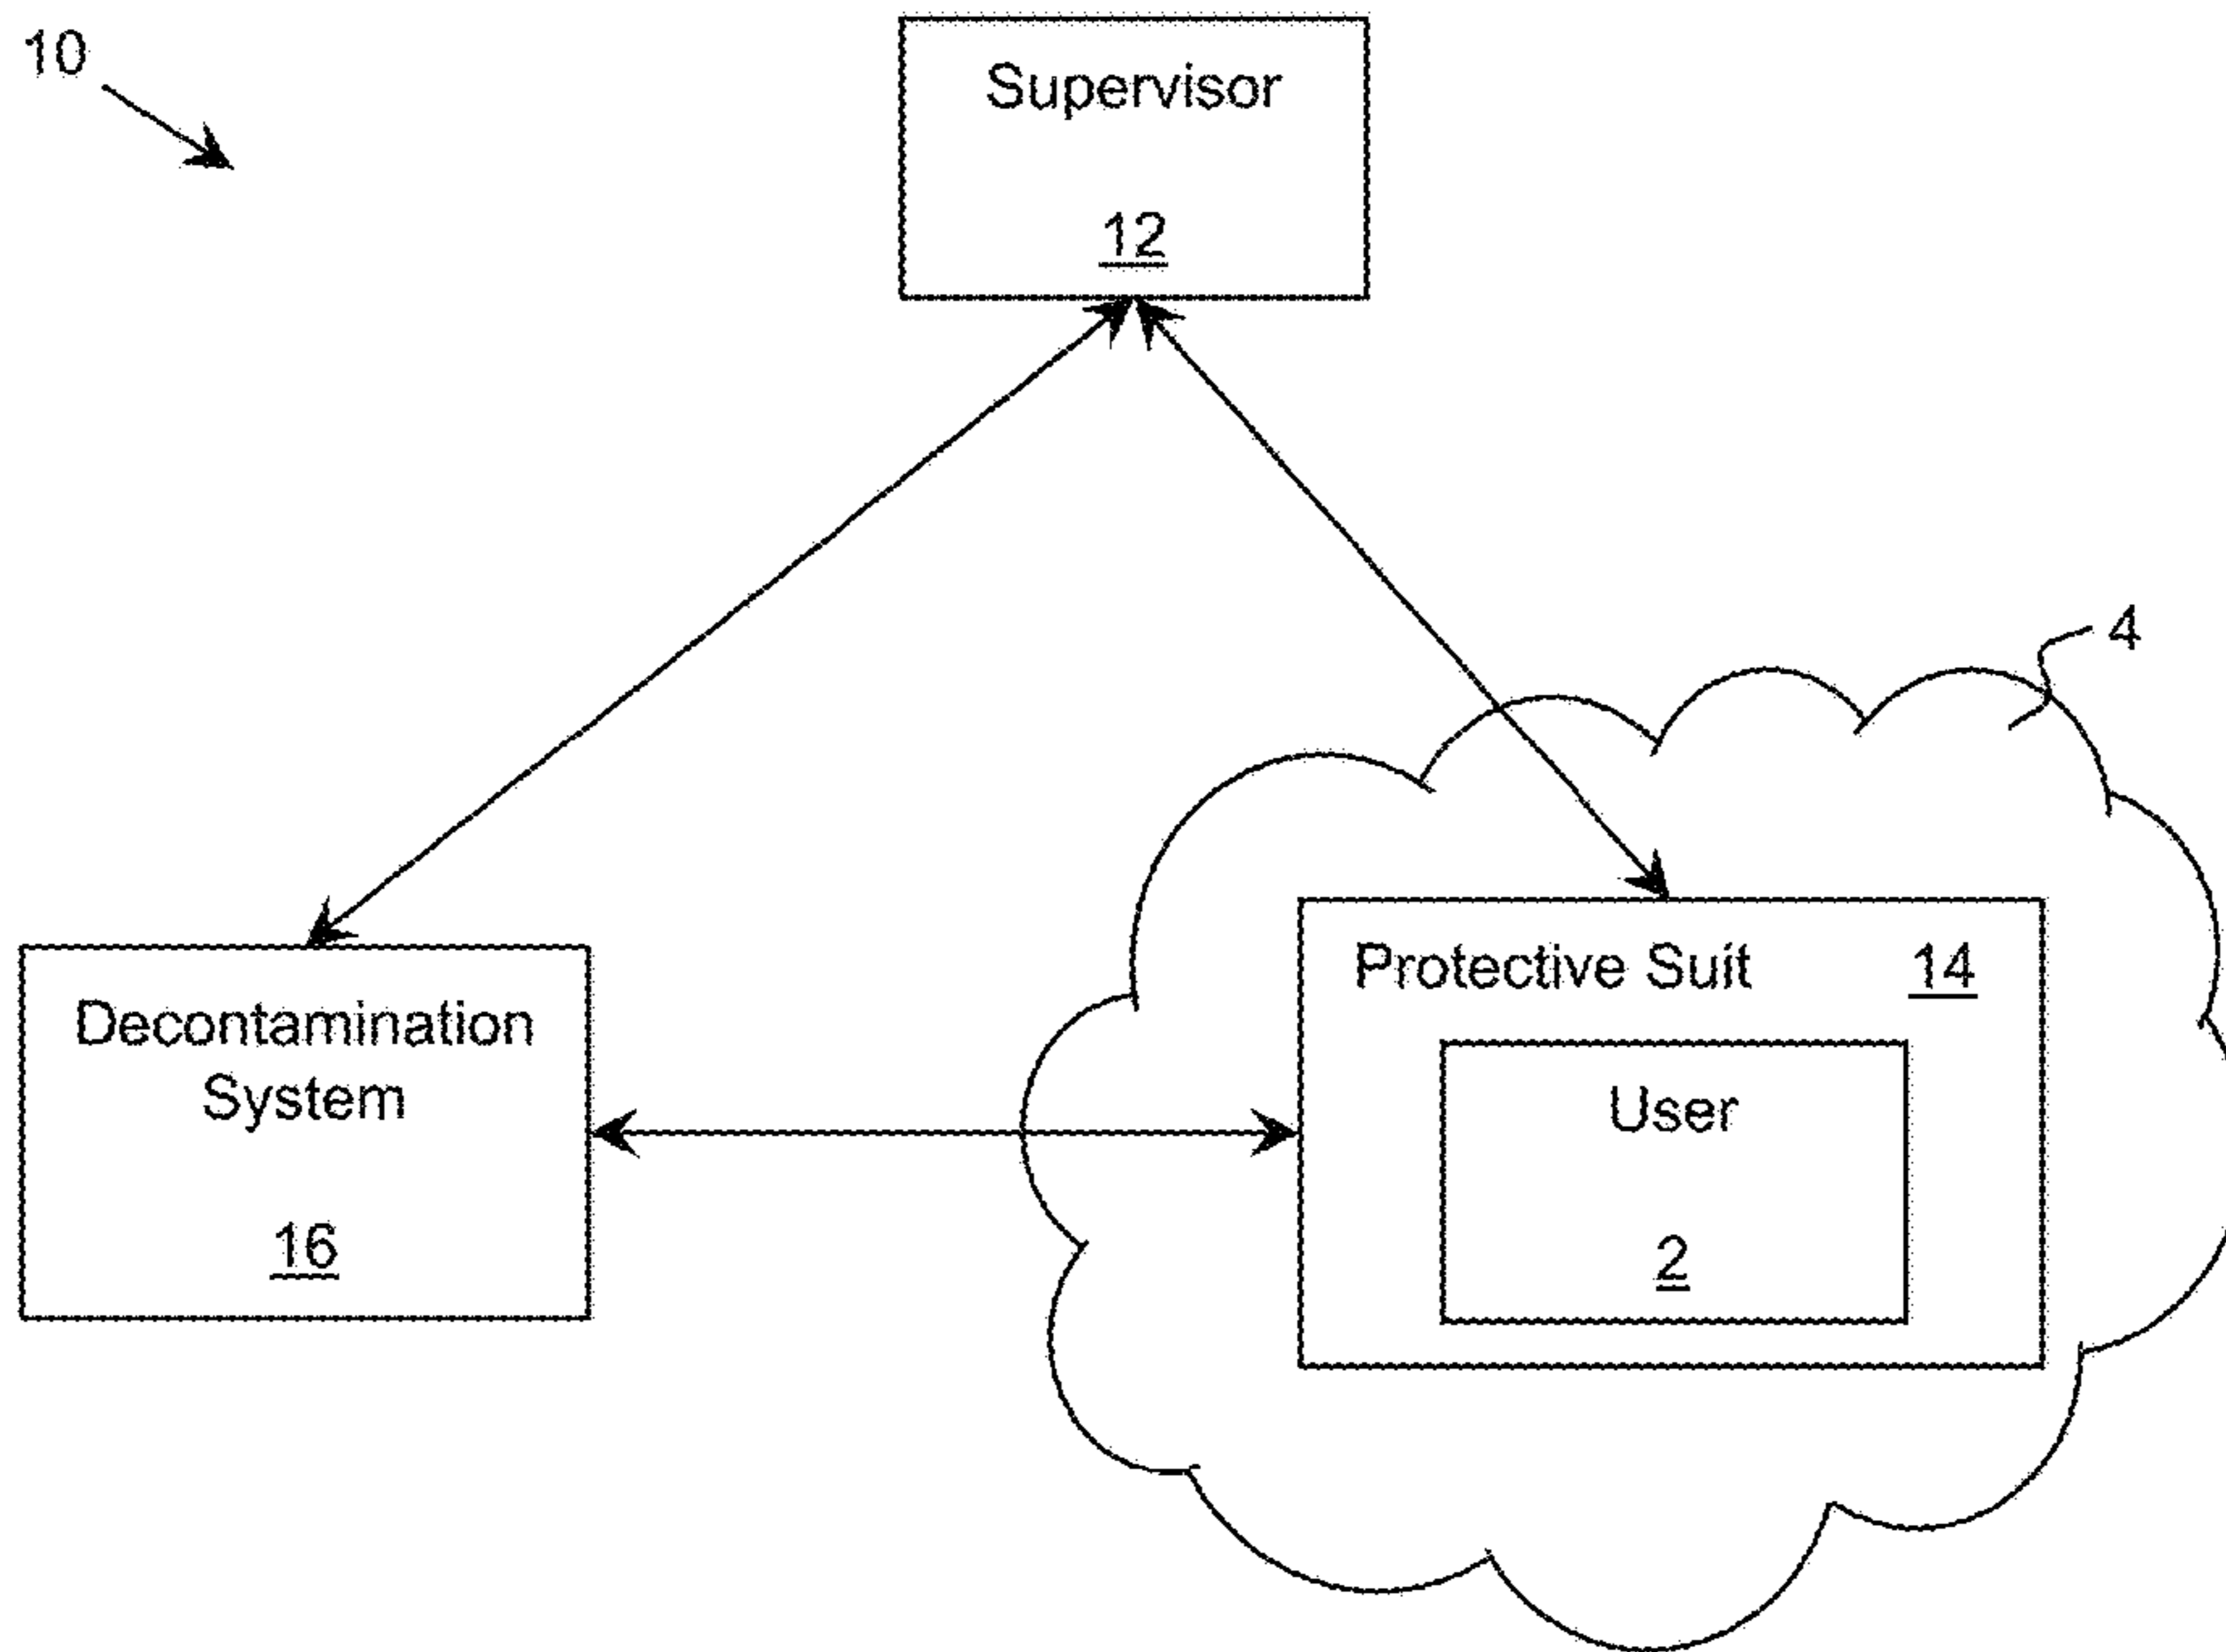 10
Supervisor
12
4
Protective Suit 14
Decontamination
System
16
User
2